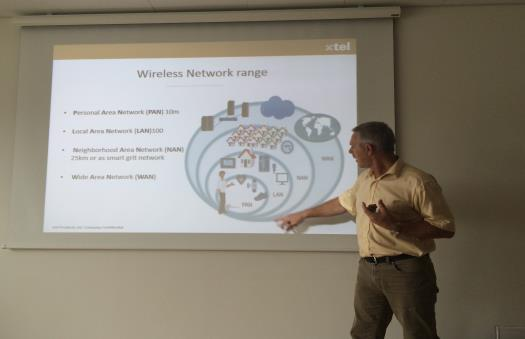 xtel
Wireless Network range
• Personal Area Network (PAN) 10m
• Local Area Network (LAN)100
• Neighborhood Area Network (NAN)
25km or as smart grit network
• Wide Area Network (WAN)
WAN
NAN
LAN
PAN